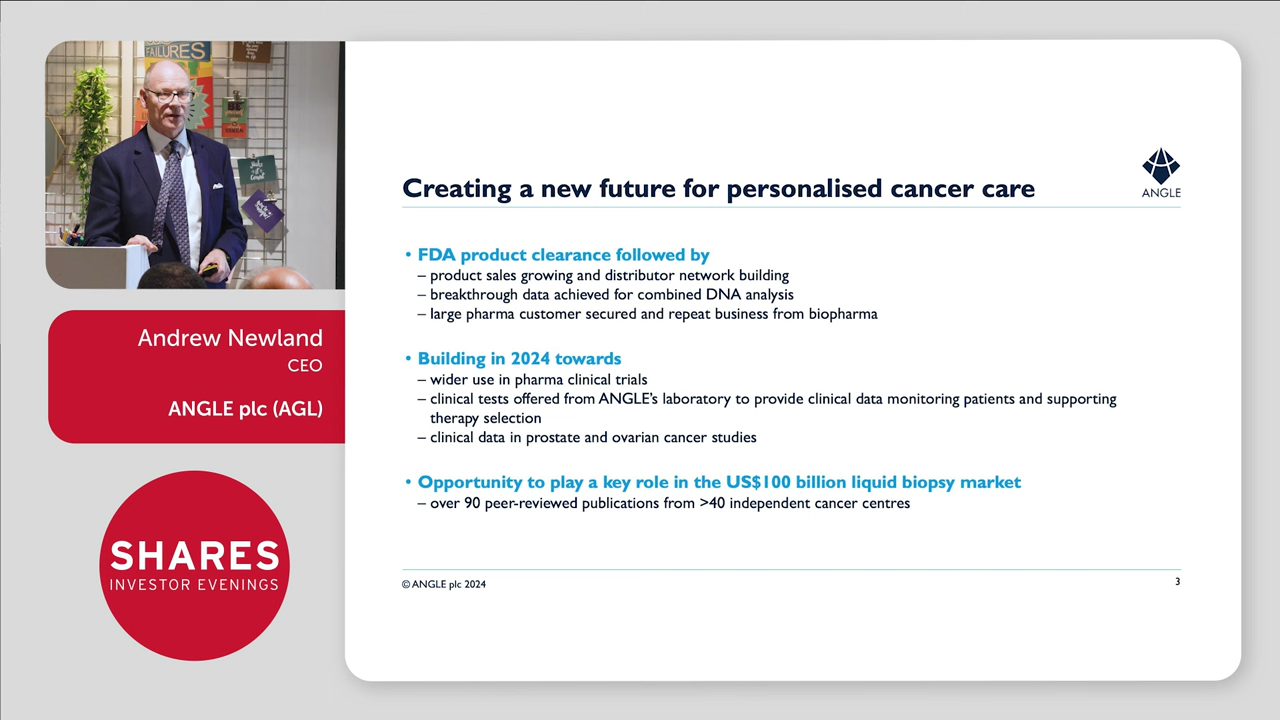 FAILURES
Andrew Newland
CEO
ANGLE plc (AGL)
SHARES
INVESTOR EVENINGS
Creating a new future for personalised cancer care
ANGLE
• FDA product clearance followed by
– product sales growing and distributor network building
– breakthrough data achieved for combined DNA analysis
– large pharma customer secured and repeat business from biopharma
• Building in 2024 towards
– wider use in pharma clinical trials
– clinical tests offered from ANGLE's laboratory to provide clinical data monitoring patients and supporting
therapy selection
– clinical data in prostate and ovarian cancer studies
• Opportunity to play a key role in the US$100 billion liquid biopsy market
– over 90 peer-reviewed publications from >40 independent cancer centres
© ANGLE plc 2024
3